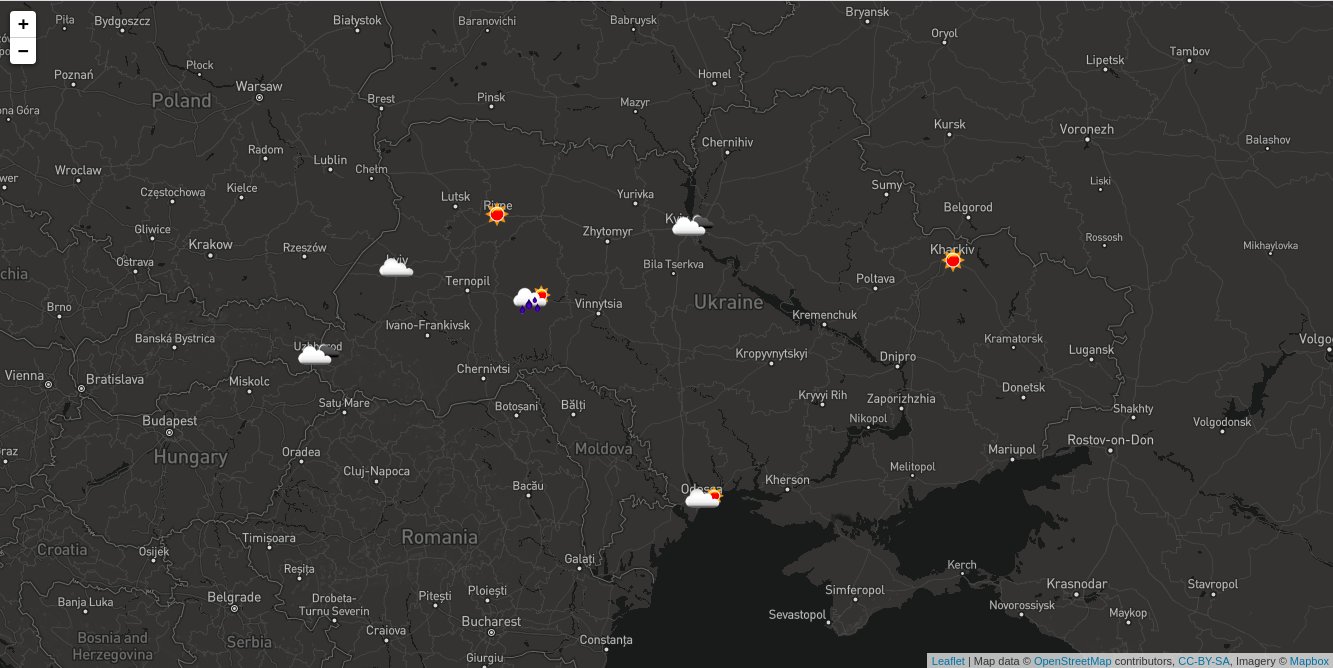 +
−
Piła
Bydgoszcz
Białystok
Baranovichi
Babruysk
Bryansk
Oryol
Tambov
Lipetsk
Poznań
Płock
Warsaw
Homel
Poland
Brest
Pinsk
Mazyr
Kursk
Voronezh
Balashov
na Góra
Chernihiv
Radom
Lublin
Chełm
Wroclaw
Częstochowa
Kielce
Lutsk
Rivne
Yurivka
Sumy
Liski
Belgorod
Kyiv
Gliwice
Krakow
Rzeszów
Zhytomyr
Rossosh
Mikhaylovka
Kharkiv
Lviv
Ostrava
Bila Tserkva
chia
Ternopil
Poltava
Brno
Vinnytsia
Ukraine
Kremenchuk
Ivano-Frankivsk
Banská Bystrica
Uzhhorod
Kramatorsk
Lugansk
Volgo
Kropyvnytskyi
Dnipro
Vienna
Bratislava
Miskolc
Chernivtsi
Donetsk
Satu Mare
Botoșani
Bălți
Kryvyi Rih
Zaporizhzhia
Nikopol
Shakhty
Volgodonsk
Budapest
Hungary
Oradea
Moldova
Mariupol
Rostov-on-Don
raz
Cluj-Napoca
Melitopol
Bacău
Odessa
Kherson
Romania
Croatia
Osijek
Timișoara
Galați
Reșița
Kerch
Krasnodar
Stavropol
Simferopol
Banja Luka
Belgrade
Drobeta-
Turnu Severin
Pitești
Ploiești
Sevastopol
Novorossiysk
Maykop
Bucharest
Craiova
Bosnia and
Herzegovina
Serbia
Constanța
Giurgiu
Leaflet | Map data © OpenStreetMap contributors, CC-BY-SA, Imagery © Mapbox